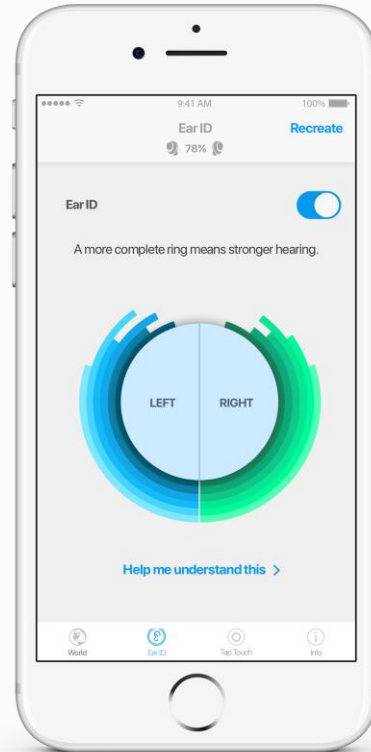 9:41 AM
100%
Ear ID
Recreate
78%
Ear ID
A more complete ring means stronger hearing.
LEFT
RIGHT
Help me understand this >
World
Ear ID
Tap Touch
Info